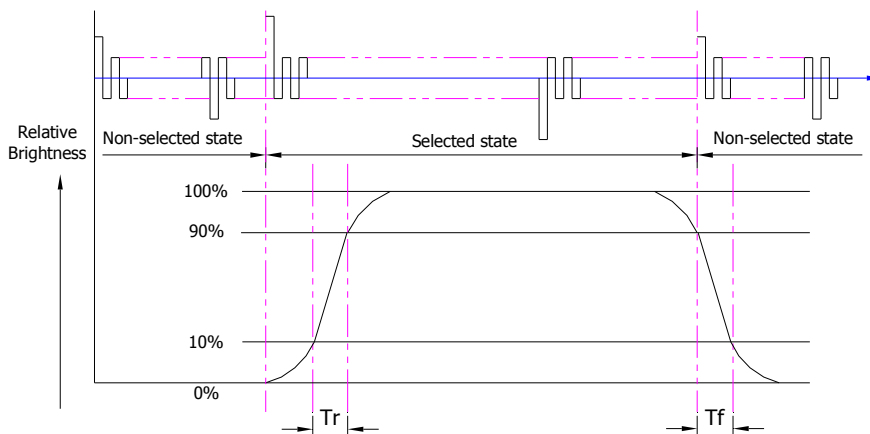 Relative
Brightness
Non-selected state
Selected state
Non-selected state
100%
90%
10%
0%
Tr
Tf